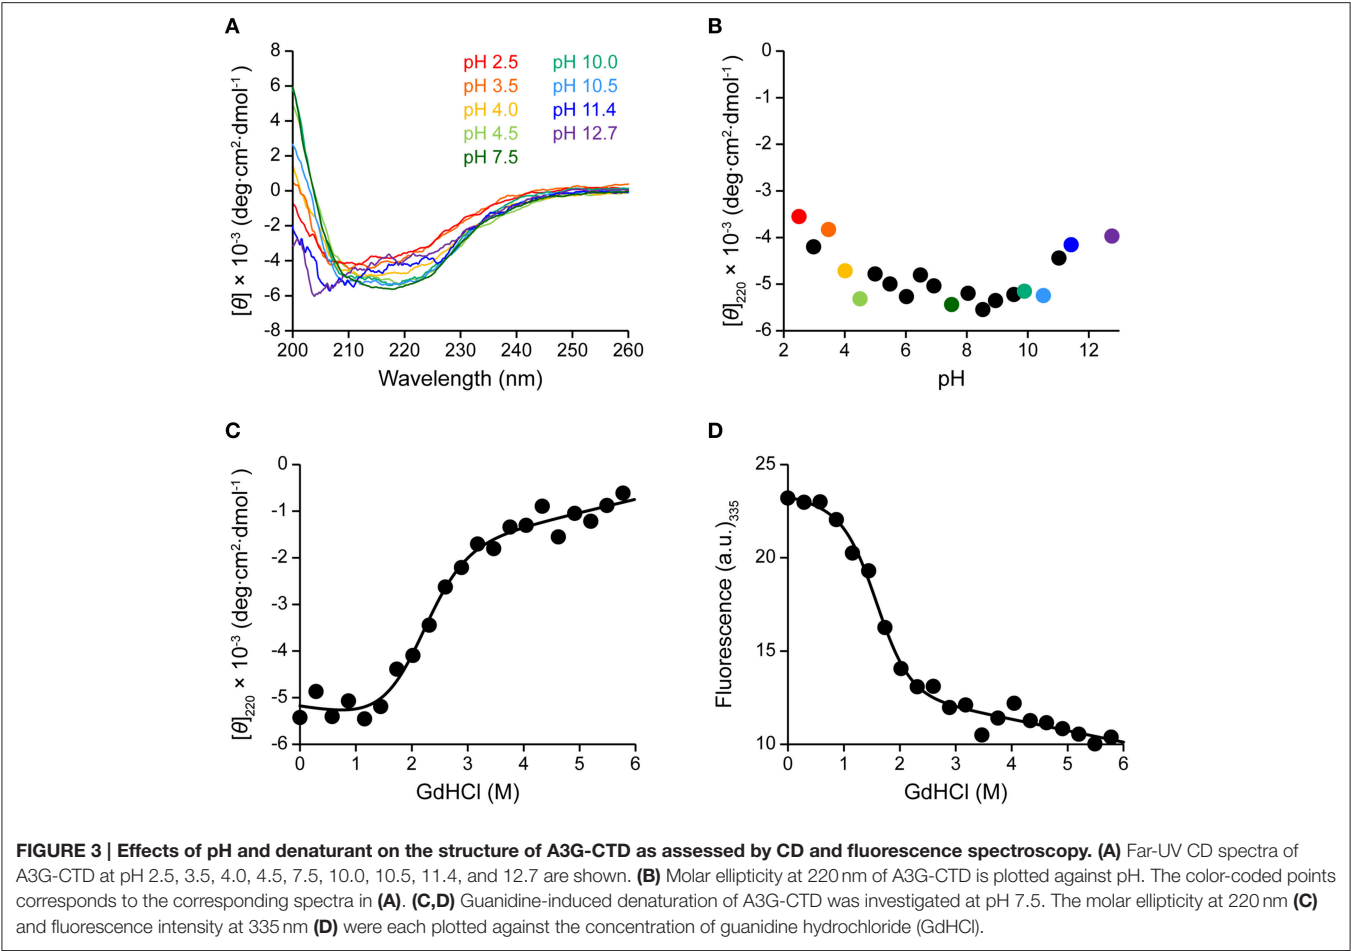 A
8
6
4
2
0
-2
-4
-6
-8
[θ] × 10⁻³ (deg·cm²·dmol⁻¹ )
pH 2.5
pH 3.5
pH 4.0
pH 4.5
pH 7.5
pH 10.0
pH 10.5
pH 11.4
pH 12.7
200 210 220 230 240 250 260
Wavelength (nm)
B
0
-1
-2
-3
-4
-5
-6
[θ]₂₂₀ × 10⁻³ (deg·cm²·dmol⁻¹ )
2 4 6 8 10 12
pH
C
0
-1
-2
-3
-4
-5
-6
[θ]₂₂₀ × 10⁻³ (deg·cm²·dmol⁻¹ )
0 1 2 3 4 5 6
GdHCl (M)
D
25
20
15
10
Fluorescence (a.u.)₃₃₅
0 1 2 3 4 5 6
GdHCl (M)
FIGURE 3 | Effects of pH and denaturant on the structure of A3G-CTD as assessed by CD and fluorescence spectroscopy. (A) Far-UV CD spectra of
A3G-CTD at pH 2.5, 3.5, 4.0, 4.5, 7.5, 10.0, 10.5, 11.4, and 12.7 are shown. (B) Molar ellipticity at 220 nm of A3G-CTD is plotted against pH. The color-coded points
corresponds to the corresponding spectra in (A). (C,D) Guanidine-induced denaturation of A3G-CTD was investigated at pH 7.5. The molar ellipticity at 220 nm (C)
and fluorescence intensity at 335 nm (D) were each plotted against the concentration of guanidine hydrochloride (GdHCl).